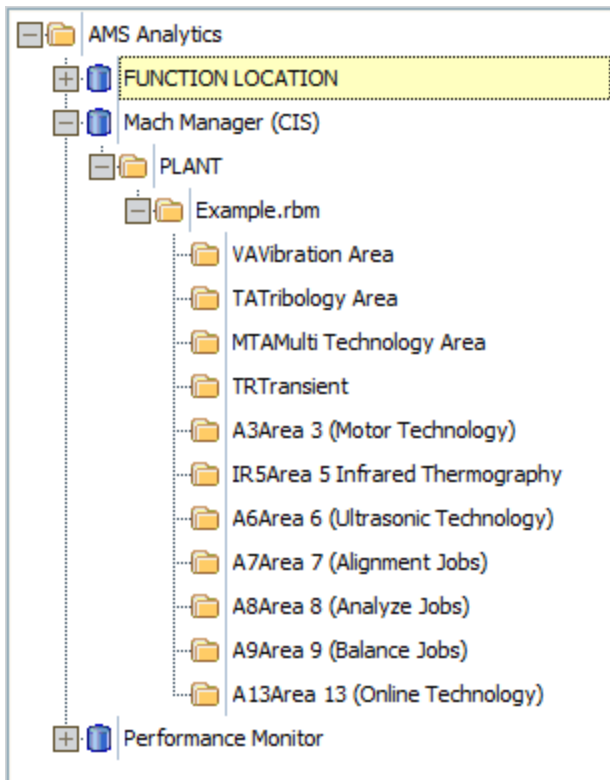 AMS Analytics
FUNCTION LOCATION
Mach Manager (CIS)
PLANT
Example.rbm
VAVibration Area
TATribology Area
MTAMulti Technology Area
TRTransient
A3Area 3 (Motor Technology)
IR5Area 5 Infrared Thermography
A6Area 6 (Ultrasonic Technology)
A7Area 7 (Alignment Jobs)
A8Area 8 (Analyze Jobs)
A9Area 9 (Balance Jobs)
A13Area 13 (Online Technology)
Performance Monitor